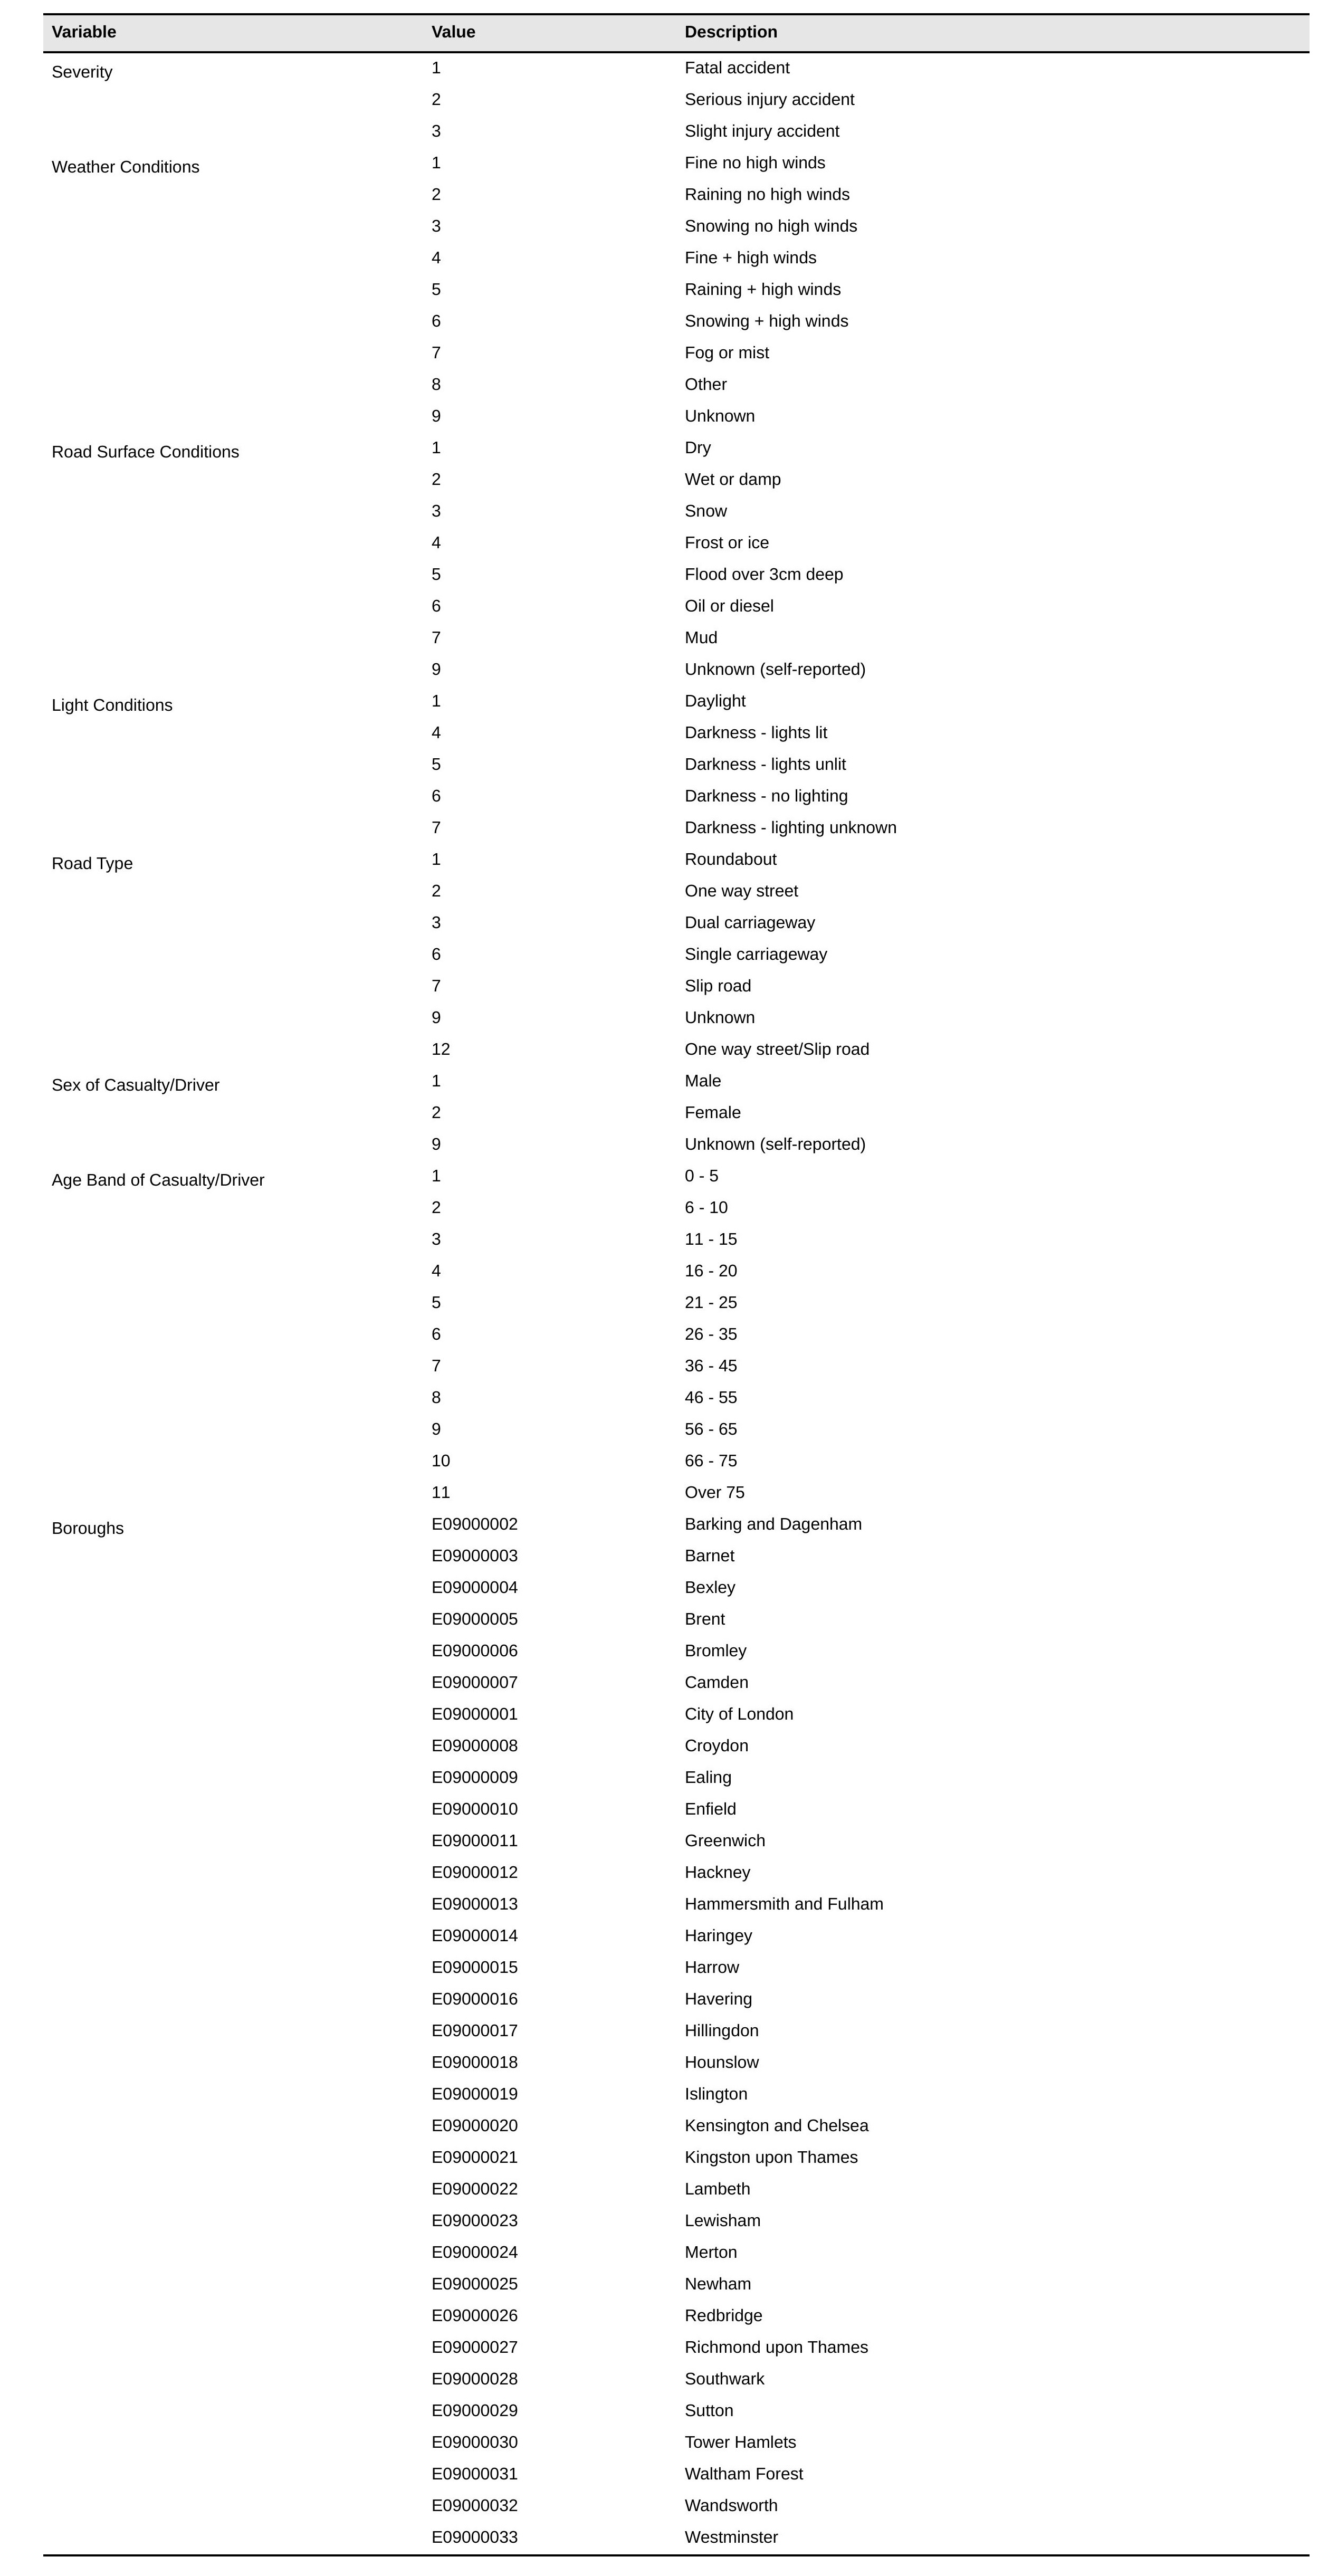 Variable Value Description
Severity 1 Fatal accident
2 Serious injury accident
3 Slight injury accident
Weather Conditions 1 Fine no high winds
2 Raining no high winds
3 Snowing no high winds
4 Fine + high winds
5 Raining + high winds
6 Snowing + high winds
7 Fog or mist
8 Other
9 Unknown
Road Surface Conditions 1 Dry
2 Wet or damp
3 Snow
4 Frost or ice
5 Flood over 3cm deep
6 Oil or diesel
7 Mud
9 Unknown (self-reported)
Light Conditions 1 Daylight
4 Darkness - lights lit
5 Darkness - lights unlit
6 Darkness - no lighting
7 Darkness - lighting unknown
Road Type 1 Roundabout
2 One way street
3 Dual carriageway
6 Single carriageway
7 Slip road
9 Unknown
12 One way street/Slip road
Sex of Casualty/Driver 1 Male
2 Female
9 Unknown (self-reported)
Age Band of Casualty/Driver 1 0 - 5
2 6 - 10
3 11 - 15
4 16 - 20
5 21 - 25
6 26 - 35
7 36 - 45
8 46 - 55
9 56 - 65
10 66 - 75
11 Over 75
Boroughs E09000002 Barking and Dagenham
E09000003 Barnet
E09000004 Bexley
E09000005 Brent
E09000006 Bromley
E09000007 Camden
E09000001 City of London
E09000008 Croydon
E09000009 Ealing
E09000010 Enfield
E09000011 Greenwich
E09000012 Hackney
E09000013 Hammersmith and Fulham
E09000014 Haringey
E09000015 Harrow
E09000016 Havering
E09000017 Hillingdon
E09000018 Hounslow
E09000019 Islington
E09000020 Kensington and Chelsea
E09000021 Kingston upon Thames
E09000022 Lambeth
E09000023 Lewisham
E09000024 Merton
E09000025 Newham
E09000026 Redbridge
E09000027 Richmond upon Thames
E09000028 Southwark
E09000029 Sutton
E09000030 Tower Hamlets
E09000031 Waltham Forest
E09000032 Wandsworth
E09000033 Westminster